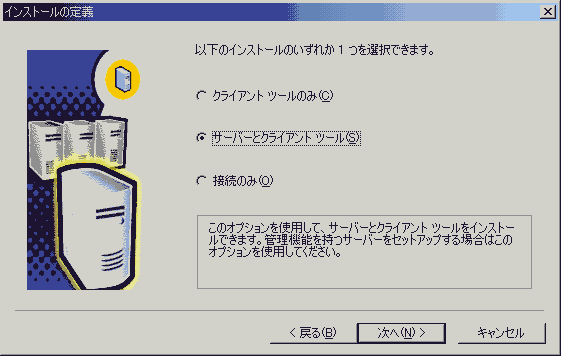 インストールの定義
以下のインストールのいずれか 1 つを選択できます。
クライアント ツールのみ(C)
サーバーとクライアント ツール(S)
接続のみ(O)
このオプションを使用して、サーバーとクライアント ツールをインストー
ルできます。管理機能を持つサーバーをセットアップする場合はこの
オプションを使用してください。
< 戻る(B)
次へ(N) >
キャンセル